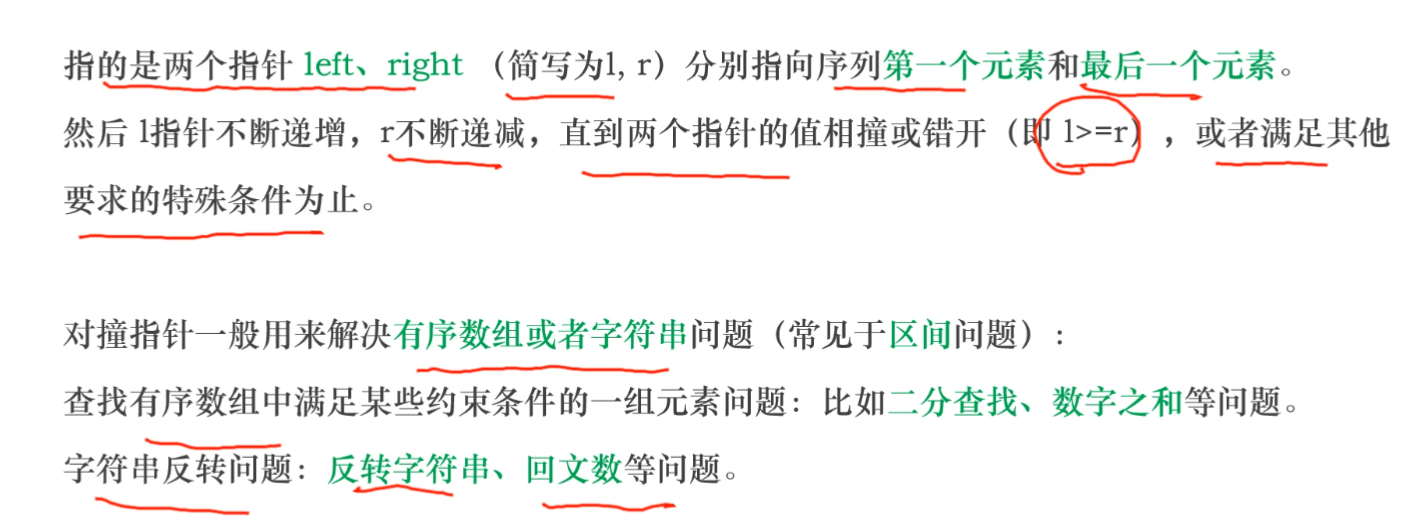 指的是两个指针 left、right （简写为l, r）分别指向序列第一个元素和最后一个元素。
然后 l指针不断递增，r不断递减，直到两个指针的值相撞或错开（即 l>=r），或者满足其他
要求的特殊条件为止。
对撞指针一般用来解决有序数组或者字符串问题（常见于区间问题）：
查找有序数组中满足某些约束条件的一组元素问题：比如二分查找、数字之和等问题。
字符串反转问题：反转字符串、回文数等问题。